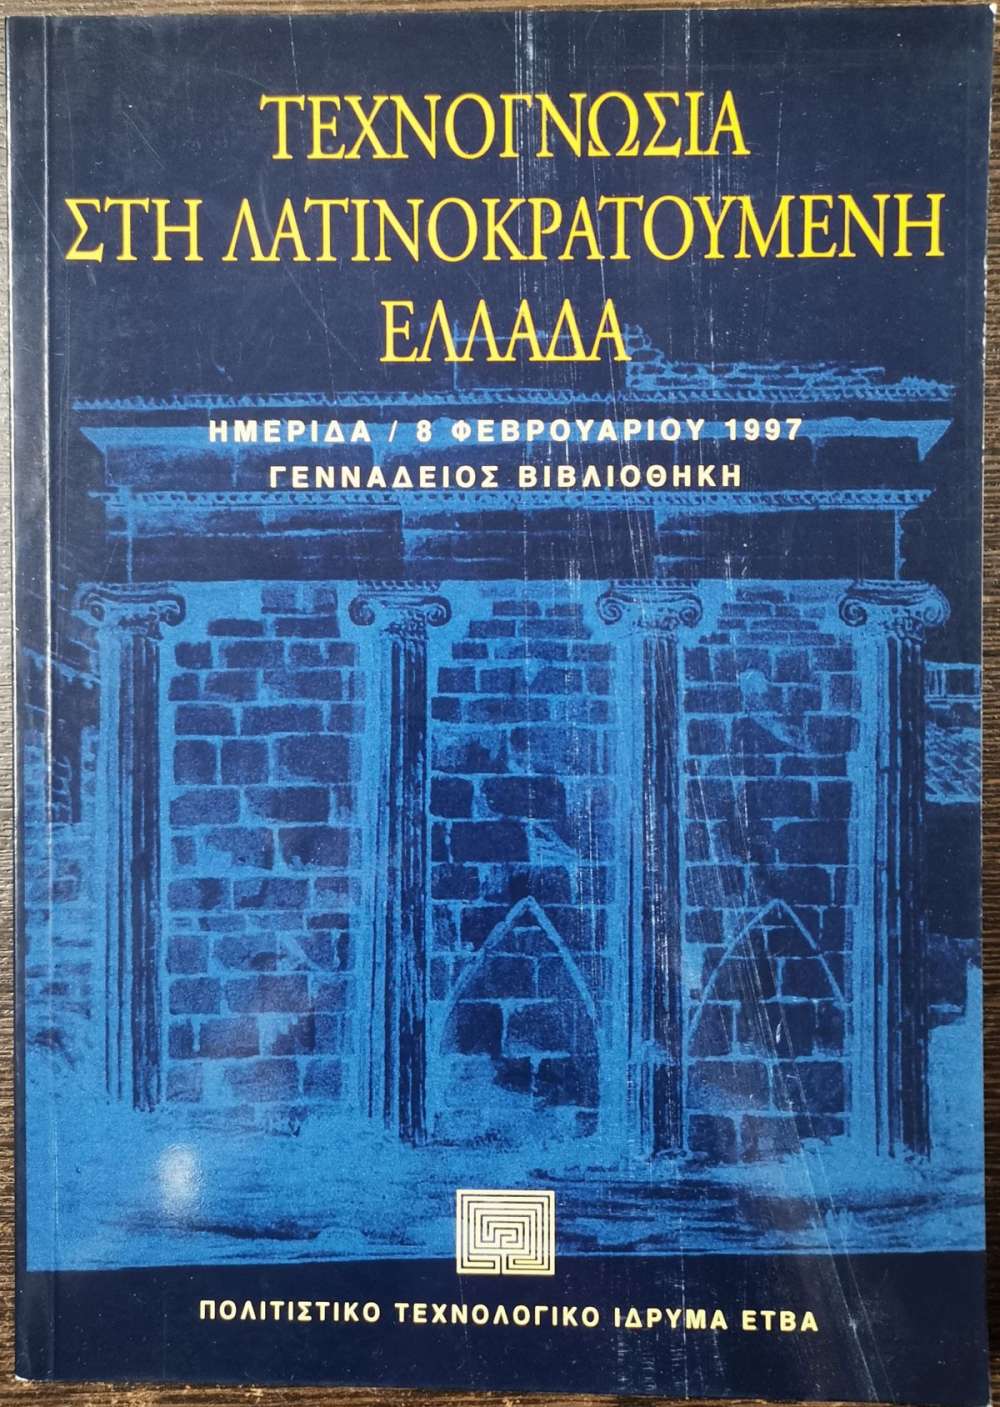 ΤΕΧΝΟΓΝΩΣΙΑ
ΣΤΗ ΛΑΤΙΝΟΚΡΑΤΟΥΜΕΝΗ
ΕΛΛΑΔΑ
ΗΜΕΡΙΔΑ / 8 ΦΕΒΡΟΥΑΡΙΟΥ 1997
ΓΕΝΝΑΔΕΙΟΣ ΒΙΒΛΙΟΘΗΚΗ
ΠΟΛΙΤΙΣΤΙΚΟ ΤΕΧΝΟΛΟΓΙΚΟ ΙΔΡΥΜΑ ΕΤΒΑ